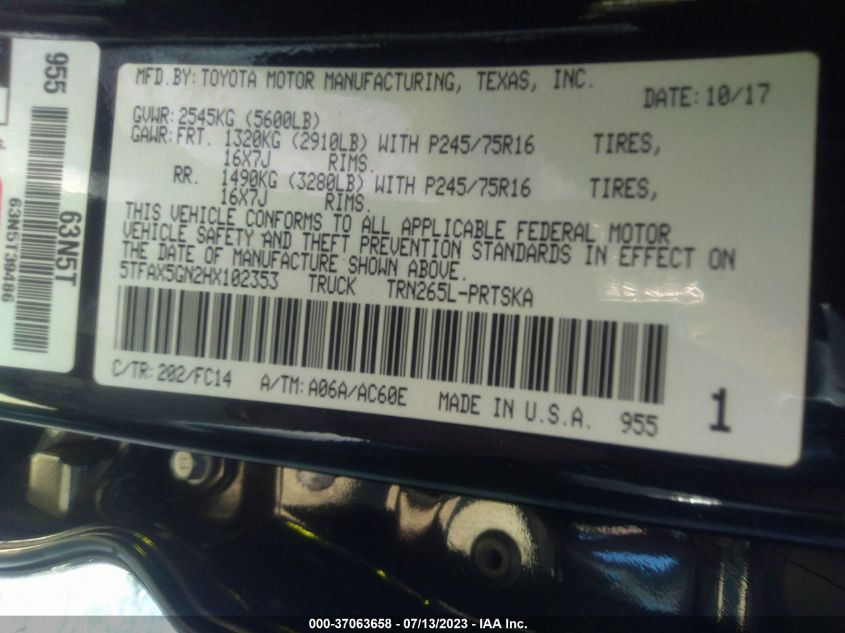 955
63N5T
63N5T39486
MFD.BY:TOYOTA MOTOR MANUFACTURING, TEXAS, INC.
DATE:10/17
GVWR:2545KG (5600LB)
GAWR:FRT. 1320KG (2910LB) WITH P245/75R16 TIRES,
16X7J RIMS.
RR. 1490KG (3280LB) WITH P245/75R16 TIRES,
16X7J RIMS.
THIS VEHICLE CONFORMS TO ALL APPLICABLE FEDERAL MOTOR
VEHICLE SAFETY AND THEFT PREVENTION STANDARDS IN EFFECT ON
THE DATE OF MANUFACTURE SHOWN ABOVE.
5TFAX5GN2HX102353 TRUCK TRN265L-PRTSKA
C/TR:202/FC14 A/TM:A06A/AC60E MADE IN U.S.A. 955
1
000-37063658 - 07/13/2023 - IAA Inc.